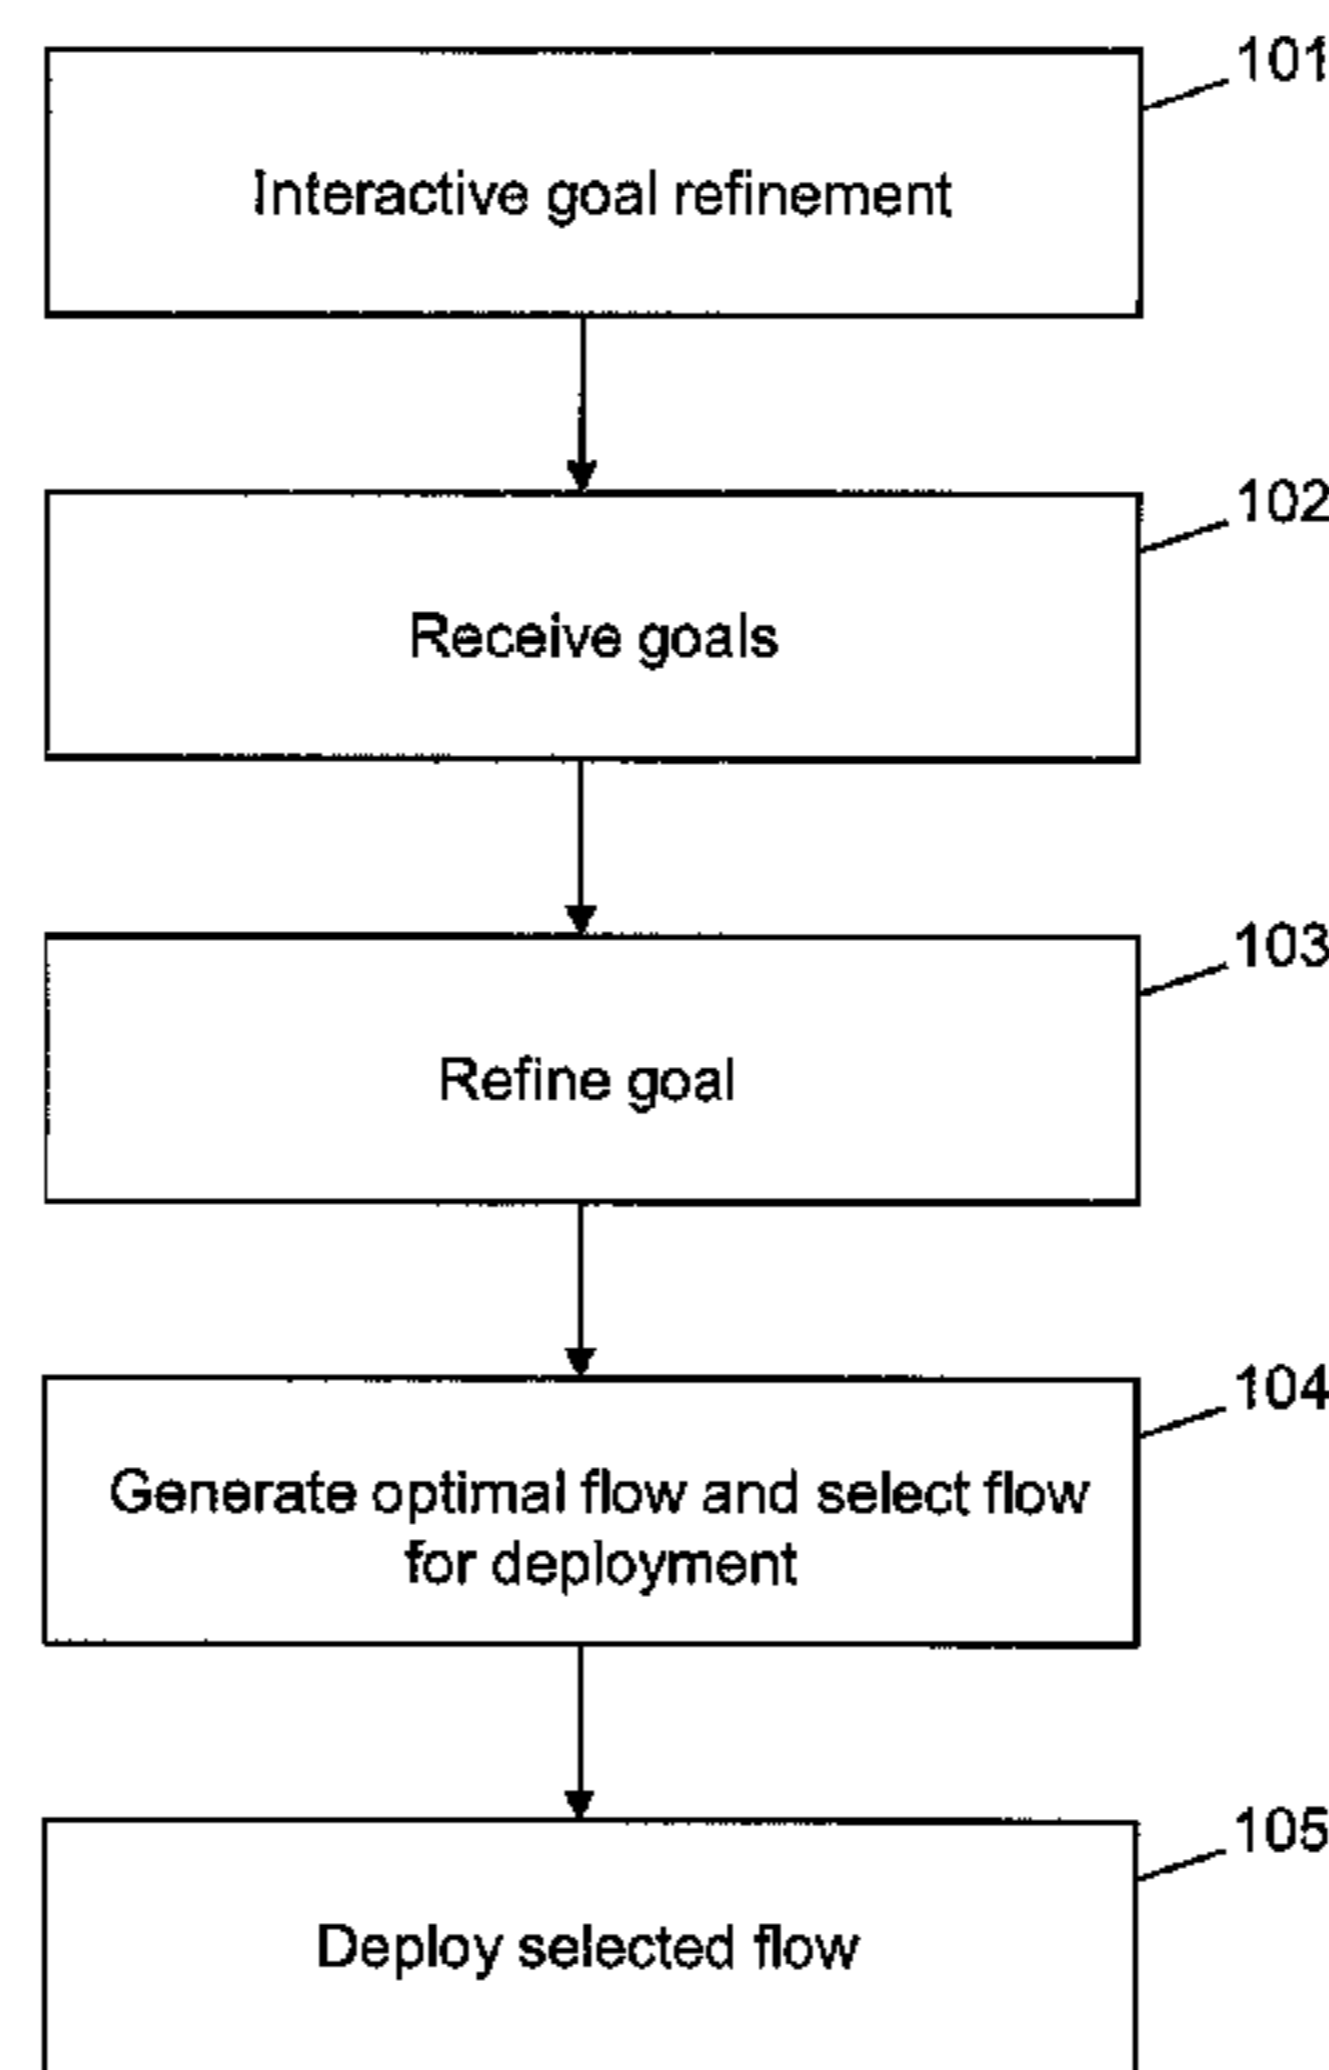 101
Interactive goal refinement
102
Receive goals
103
Refine goal
104
Generate optimal flow and select flow
for deployment
105
Deploy selected flow